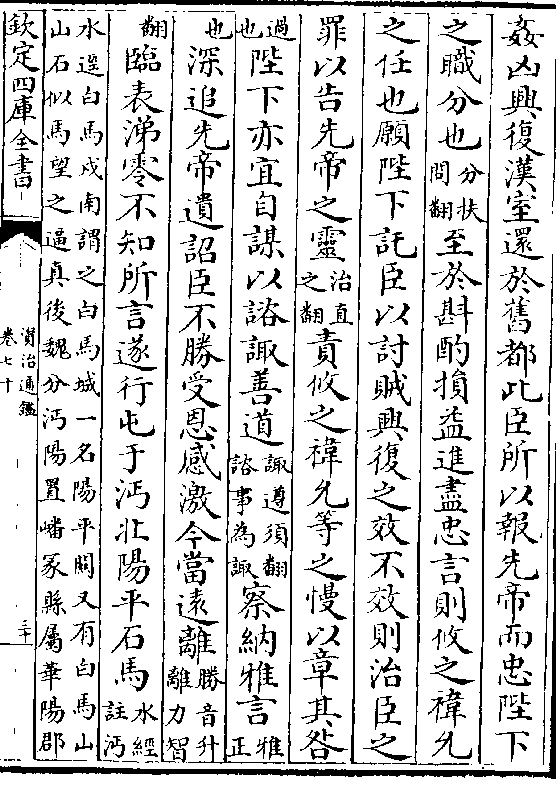 姦凶興復漢室還於舊都此臣所以報先帝而忠陛下
之職分也分扶問翻至於斟酌損益進盡忠言則攸之禕允
之任也願陛下託臣以討賊興復之效不效則治臣之
罪以告先帝之靈治直之翻責攸之禕允等之慢以章其咎
過也陛下亦宜自謀以諮諏善道諏遵須翻諮事為諏察納雅言雅正
也深追先帝遺詔臣不勝受恩感激今當遠離勝音升離力智
翻臨表涕零不知所言遂行屯于沔北陽平石馬水經註沔
水逕白馬戍南謂之白馬城一名陽平關又有白馬山
山石似馬望之逼真後魏分沔陽置嶓冢縣屬華陽郡
欽定四庫全書
資治通鑑
卷七十
三十